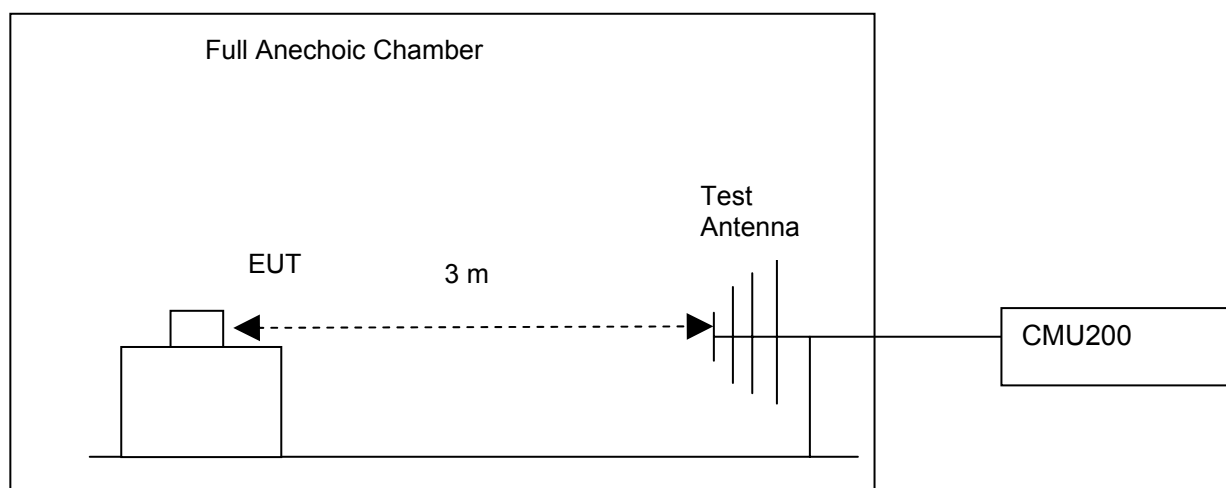 Full Anechoic Chamber
Test
Antenna
EUT
3 m
CMU200